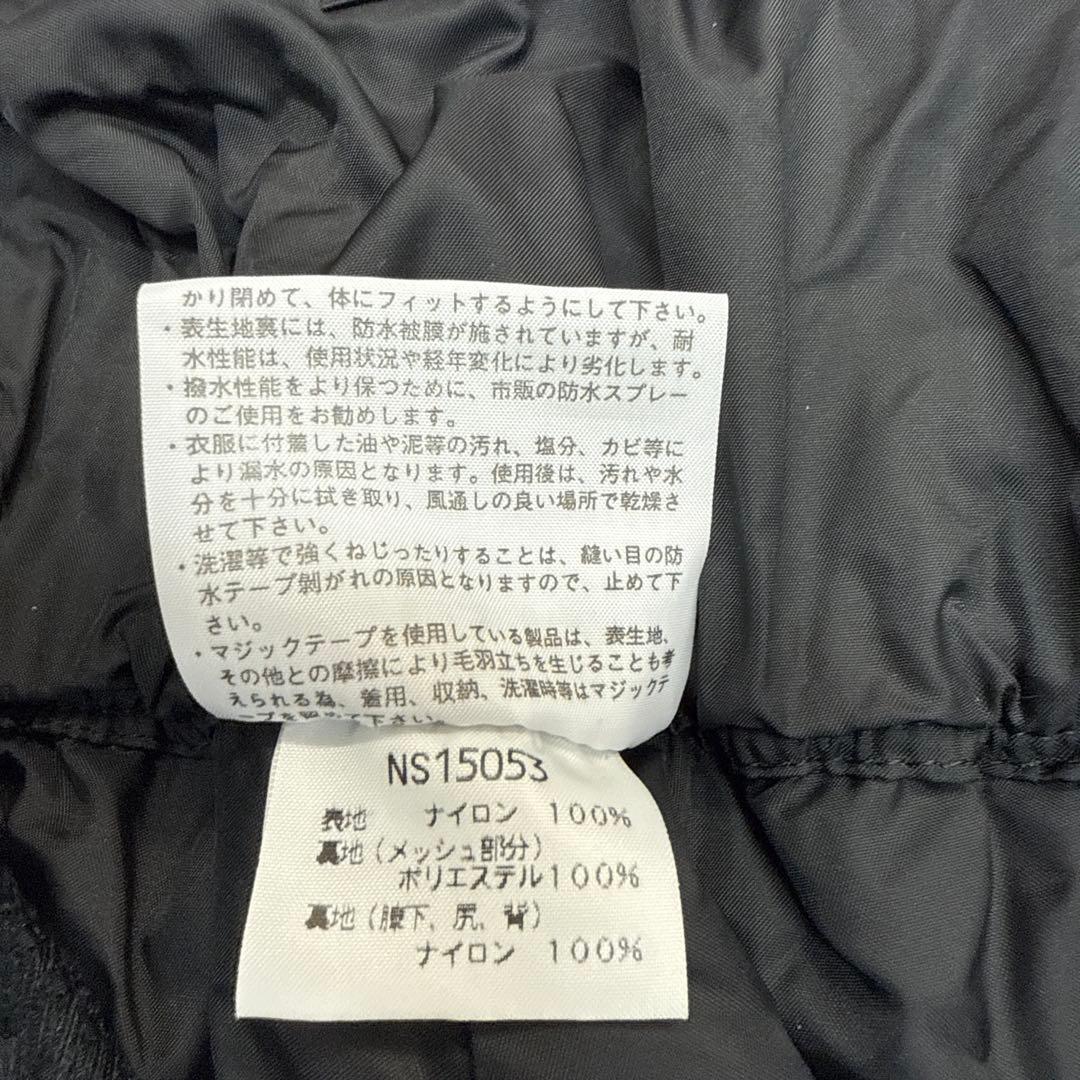 かり閉めて、体にフィットするようにして下さい。
・表生地裏には、防水被膜が施されていますが、耐
水性能は、使用状況や経年変化により劣化します。
・撥水性能をより保つために、市販の防水スプレー
のご使用をお勧めします。
・衣服に付着した油や泥等の汚れ、塩分、カビ等に
より漏水の原因となります。使用後は、汚れや水
分を十分に拭き取り、風通しの良い場所で乾燥さ
せて下さい。
・洗濯等で強くねじったりすることは、縫い目の防
水テープ剝がれの原因となりますので、止めて下
さい。
・マジックテープを使用している製品は、表生地、
その他との摩擦により毛羽立ちを生じることも考
えられる為、着用、収納、洗濯時等はマジックテ
ープを留めて下さい。
NS15053
表地 ナイロン 100%
裏地(メッシュ部分)
ポリエステル100%
裏地(膝下、尻、背)
ナイロン 100%